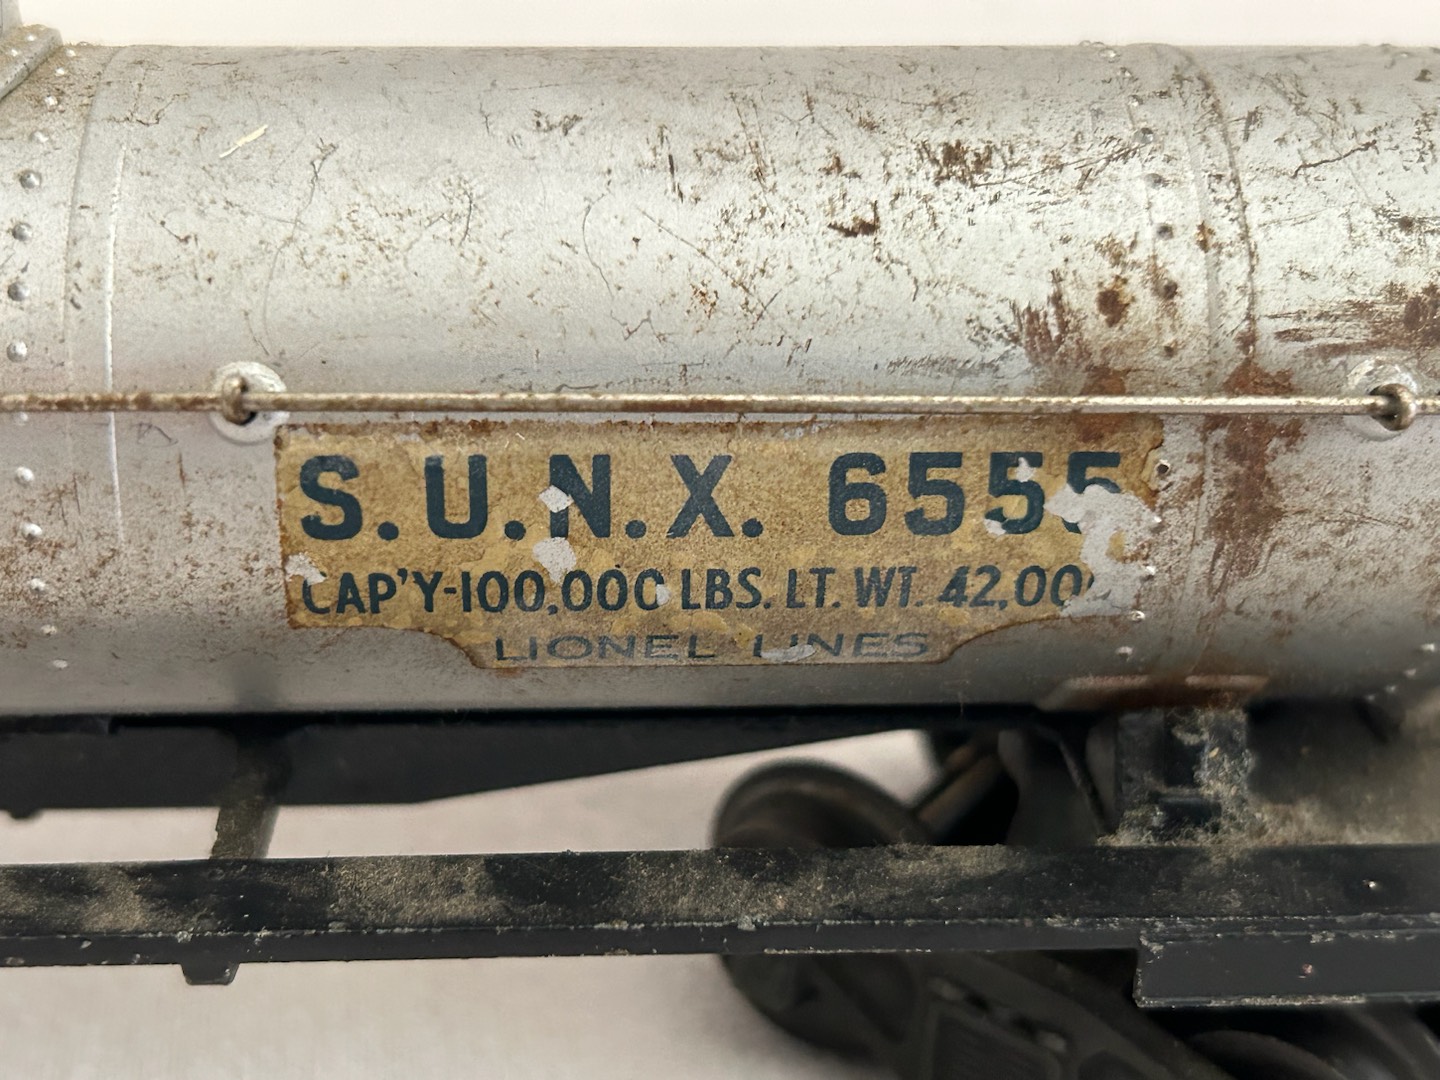 S.U.N.X. 6555
CAP'Y-100,000 LBS. LT. WT. 42,000
LIONEL LINES